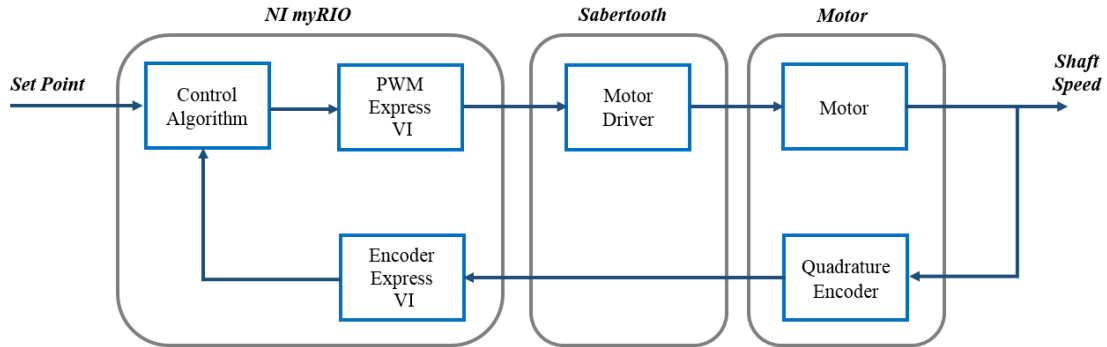 NI myRIO
Sabertooth
Motor
Set Point
Control
Algorithm
PWM
Express
VI
Motor
Driver
Motor
Shaft
Speed
Encoder
Express
VI
Quadrature
Encoder